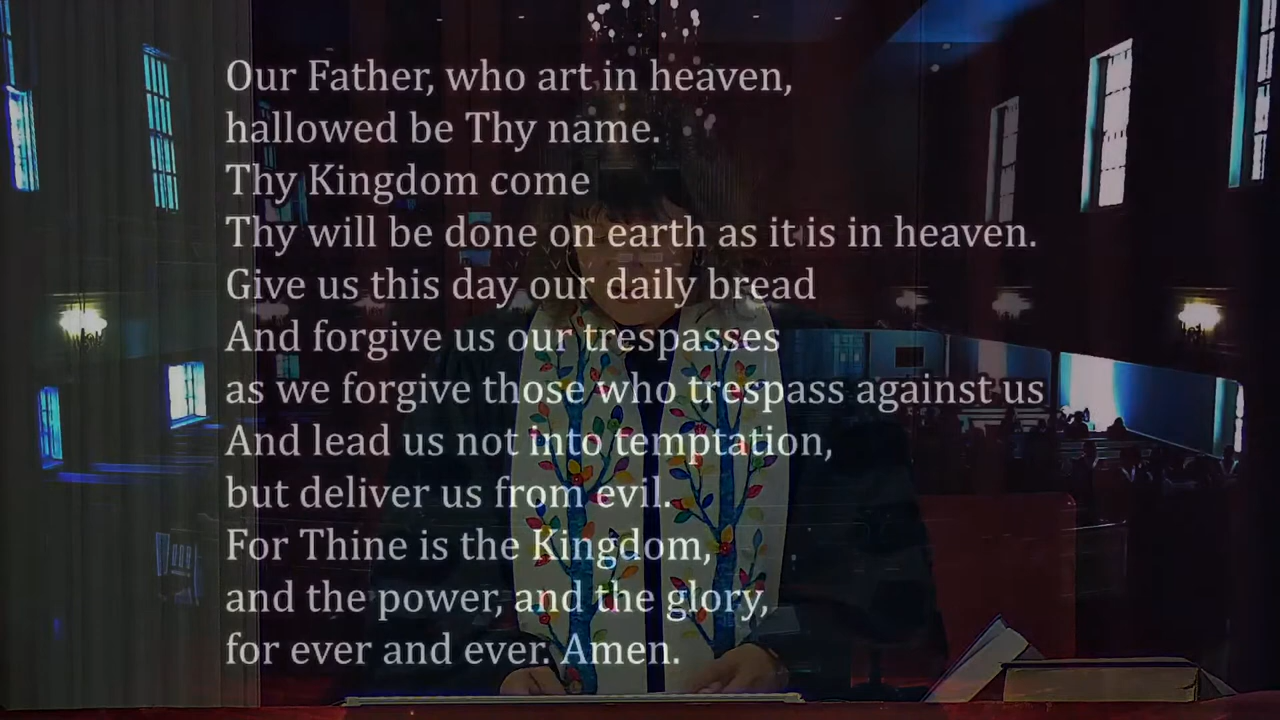 Our Father, who art in heaven,
hallowed be Thy name.
Thy Kingdom come
Thy will be done on earth as it is in heaven.
Give us this day our daily bread
And forgive us our trespasses
as we forgive those who trespass against us
And lead us not into temptation,
but deliver us from evil.
For Thine is the Kingdom,
and the power, and the glory,
for ever and ever. Amen.